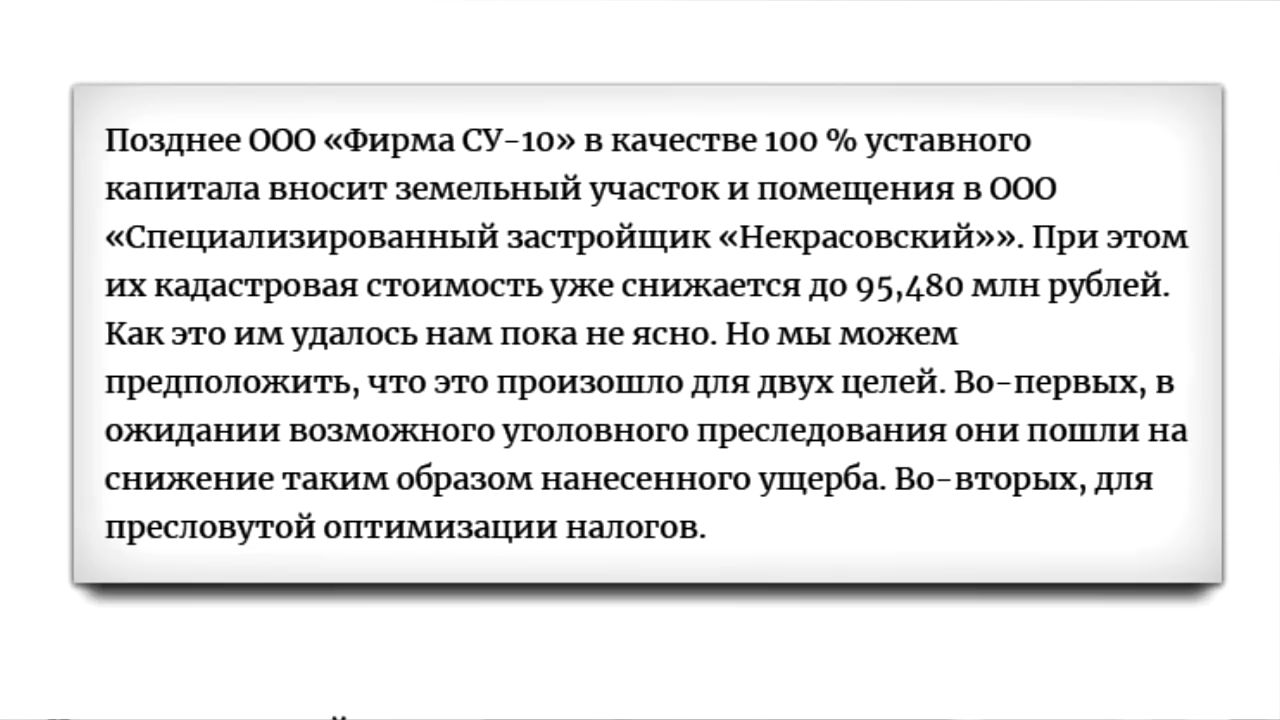 Позднее ООО «Фирма СУ-10» в качестве 100 % уставного
капитала вносит земельный участок и помещения в ООО
«Специализированный застройщик «Некрасовский»». При этом
их кадастровая стоимость уже снижается до 95,480 млн рублей.
Как это им удалось нам пока не ясно. Но мы можем
предположить, что это произошло для двух целей. Во-первых, в
ожидании возможного уголовного преследования они пошли на
снижение таким образом нанесенного ущерба. Во-вторых, для
пресловутой оптимизации налогов.